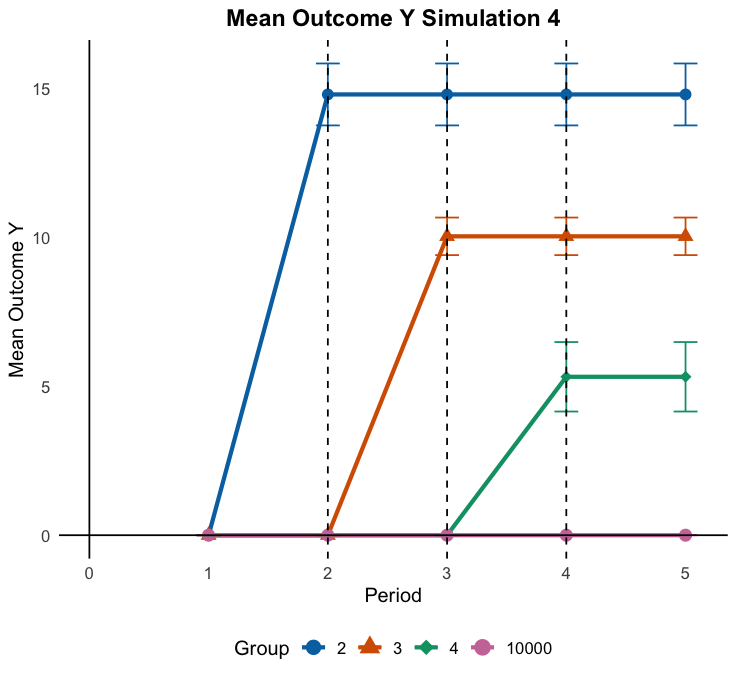 Mean Outcome Y Simulation 4
Mean Outcome Y
15
10
5
0
0 1 2 3 4 5
Period
Group 2 3 4 10000